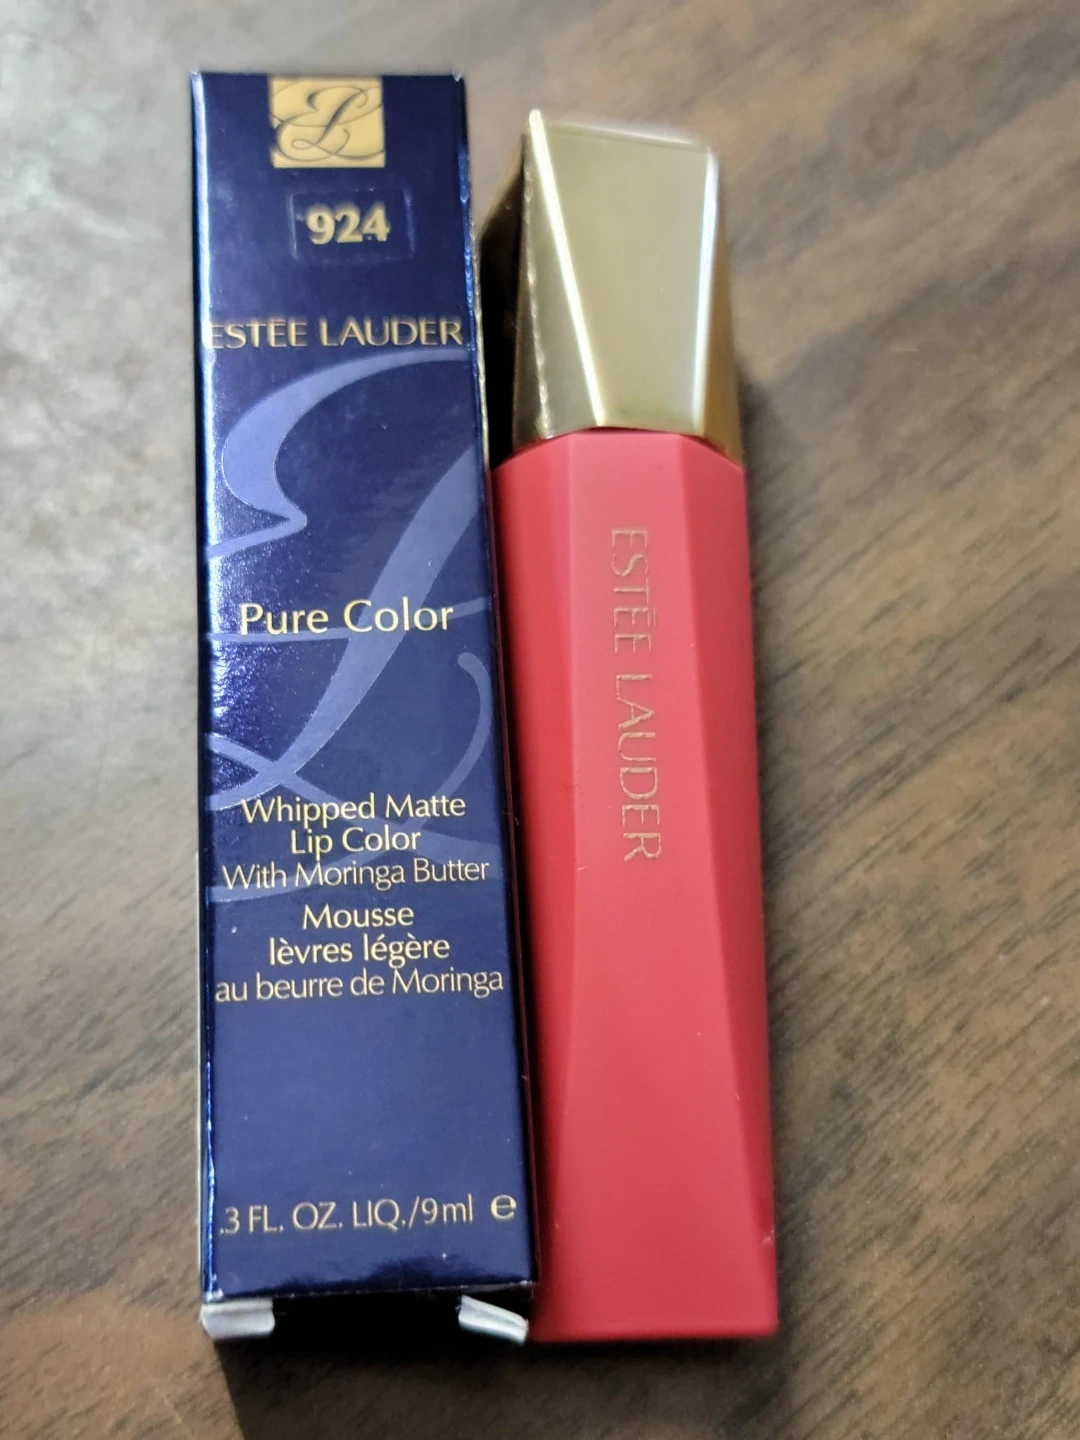 924
ESTĒE LAUDER
Pure Color
Whipped Matte
Lip Color
With Moringa Butter
Mousse
lèvres légère
au beurre de Moringa
.3 FL. OZ. LIQ./9ml e
ESTĒE LAUDER